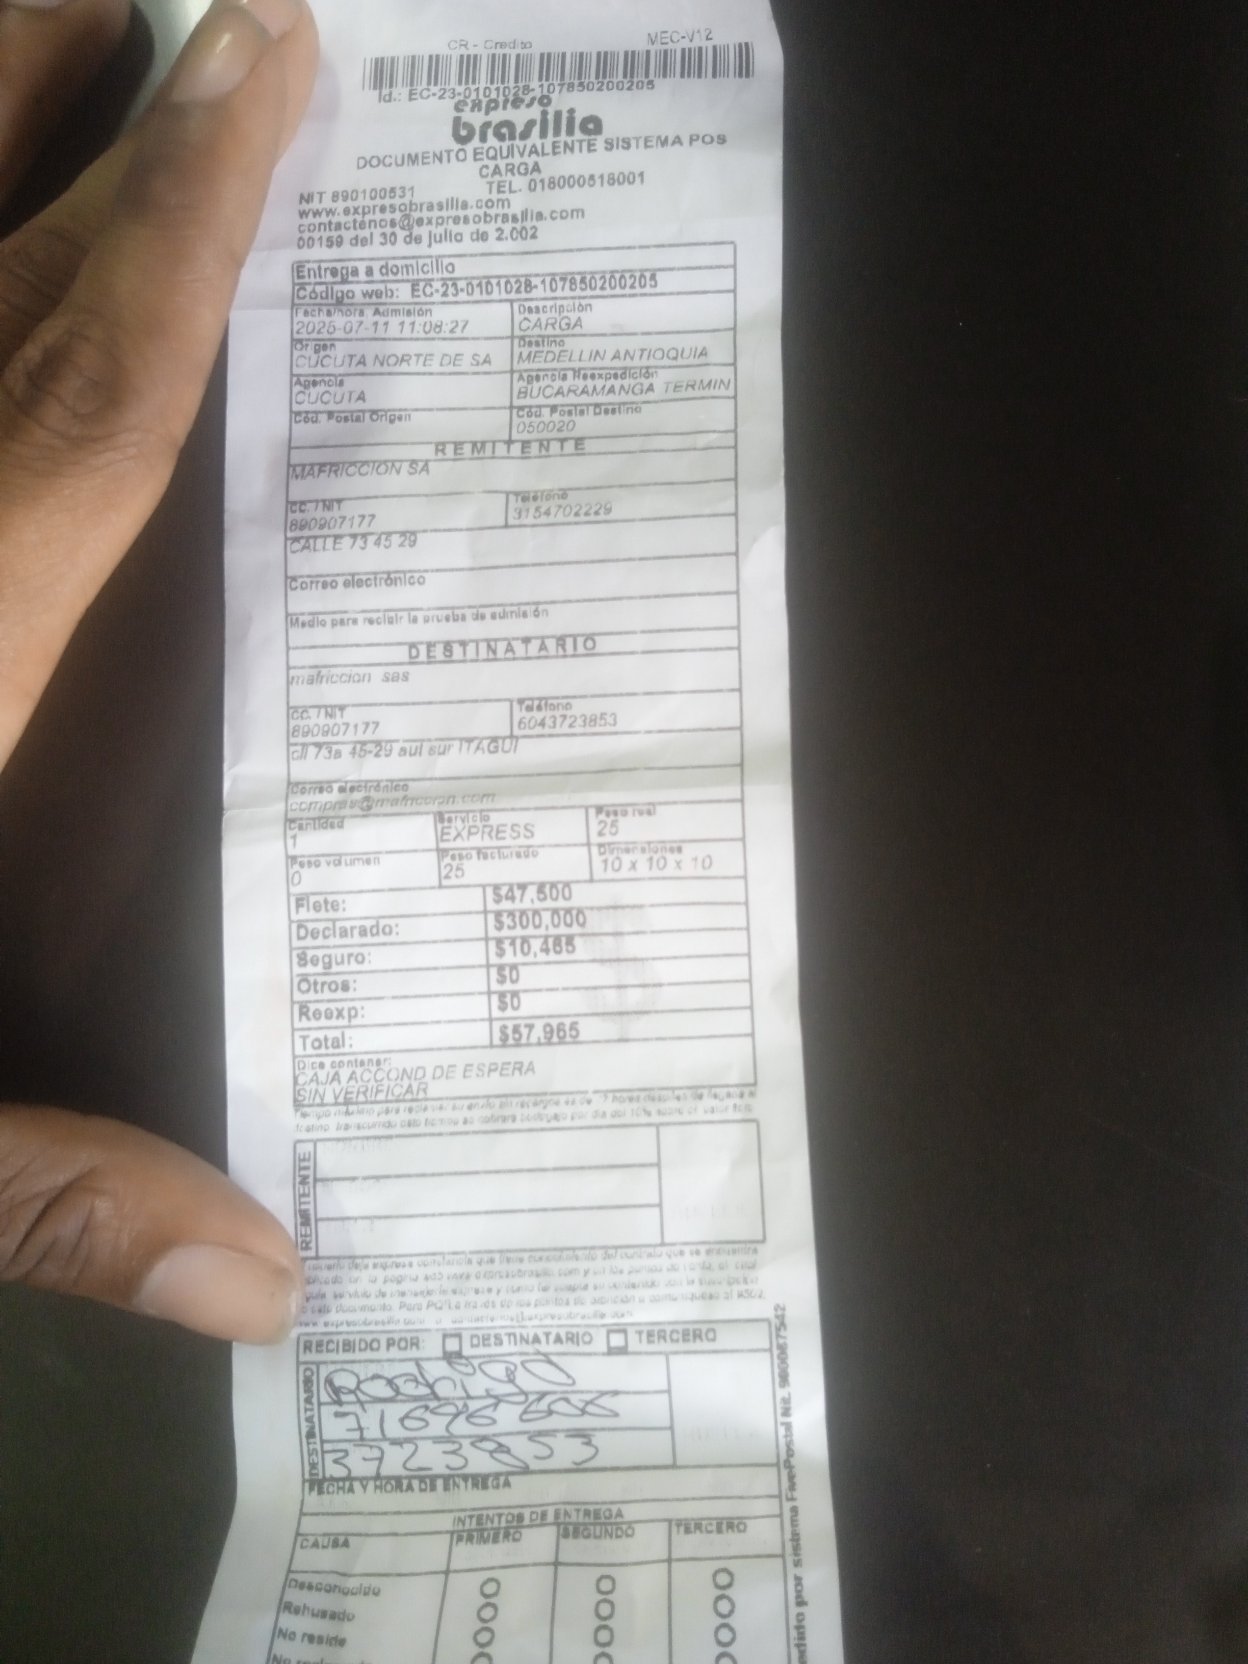 CR - Credito MEC-V12
Id.: EC-23-0101028-107850200205
expreso
brasilia
DOCUMENTO EQUIVALENTE SISTEMA POS
CARGA
NIT 890100531 TEL. 018000518001
www.expresobrasilia.com
contactenos@expresobrasilia.com
00159 del 30 de julio de 2.002
Entrega a domicilio
Código web: EC-23-0101028-107850200205
Fecha/hora Admisión Descripción
2025-07-11 11:08:27 CARGA
Origen Destino
CUCUTA NORTE DE SA MEDELLIN ANTIOQUIA
Agencia Agencia Reexpedición
CUCUTA BUCARAMANGA TERMIN
Cód. Postal Origen Cód. Postal Destino
050020
REMITENTE
MAFRICCION SA
CC. / NIT Teléfono
890907177 3154702229
CALLE 73 45 29
Correo electrónico
Medio para recibir la prueba de admisión
DESTINATARIO
mafriccion sas
CC. / NIT Teléfono
890907177 6043723853
cll 73a 45-29 aut sur ITAGUI
Correo electrónico
compras@mafriccion.com
Cantidad Servicio Peso real
1 EXPRESS 25
Peso volumen Peso facturado Dimensiones
0 25 10 x 10 x 10
Flete: $47,500
Declarado: $300,000
Seguro: $10,465
Otros: $0
Reexp: $0
Total: $57,965
Dice contener:
CAJA ACCOND DE ESPERA
SIN VERIFICAR
REMITENTE
RECIBIDO POR: DESTINATARIO TERCERO
DESTINATARIO
Rodrigo
71696606
3723853
FECHA Y HORA DE ENTREGA
INTENTOS DE ENTREGA
CAUSA PRIMERO SEGUNDO TERCERO
Desconocido
Rehusado
No reside
por sistema FivePostal Nit. 900087542